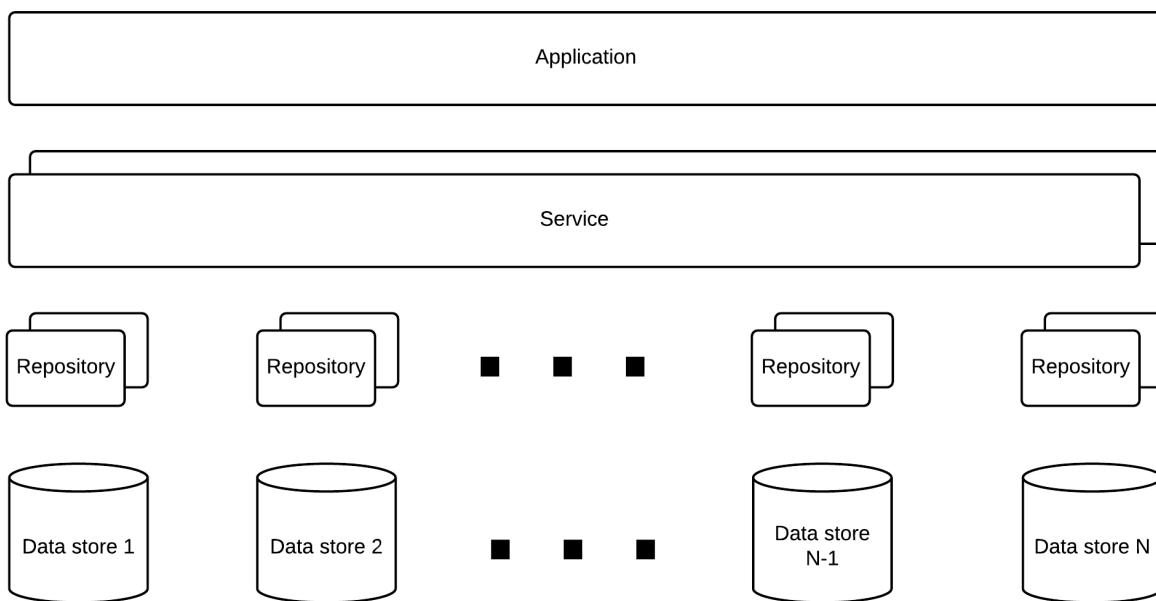 Application
Service
Repository
Repository
Repository
Repository
Data store 1
Data store 2
Data store
N-1
Data store N